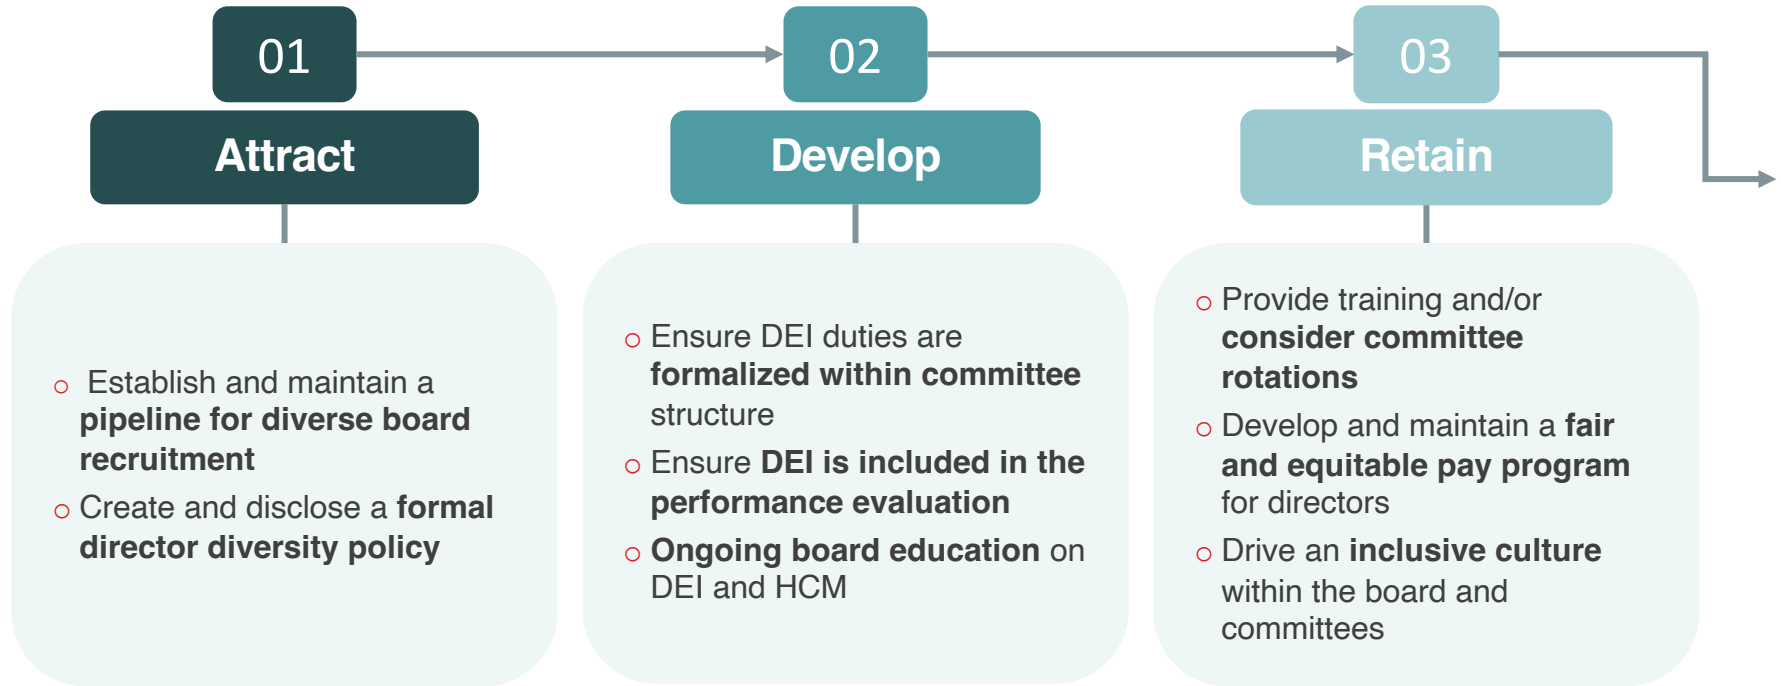 01
Attract
○ Establish and maintain a
pipeline for diverse board
recruitment
○ Create and disclose a formal
director diversity policy
02
Develop
○ Ensure DEI duties are
formalized within committee
structure
○ Ensure DEI is included in the
performance evaluation
○ Ongoing board education on
DEI and HCM
03
Retain
○ Provide training and/or
consider committee
rotations
○ Develop and maintain a fair
and equitable pay program
for directors
○ Drive an inclusive culture
within the board and
committees